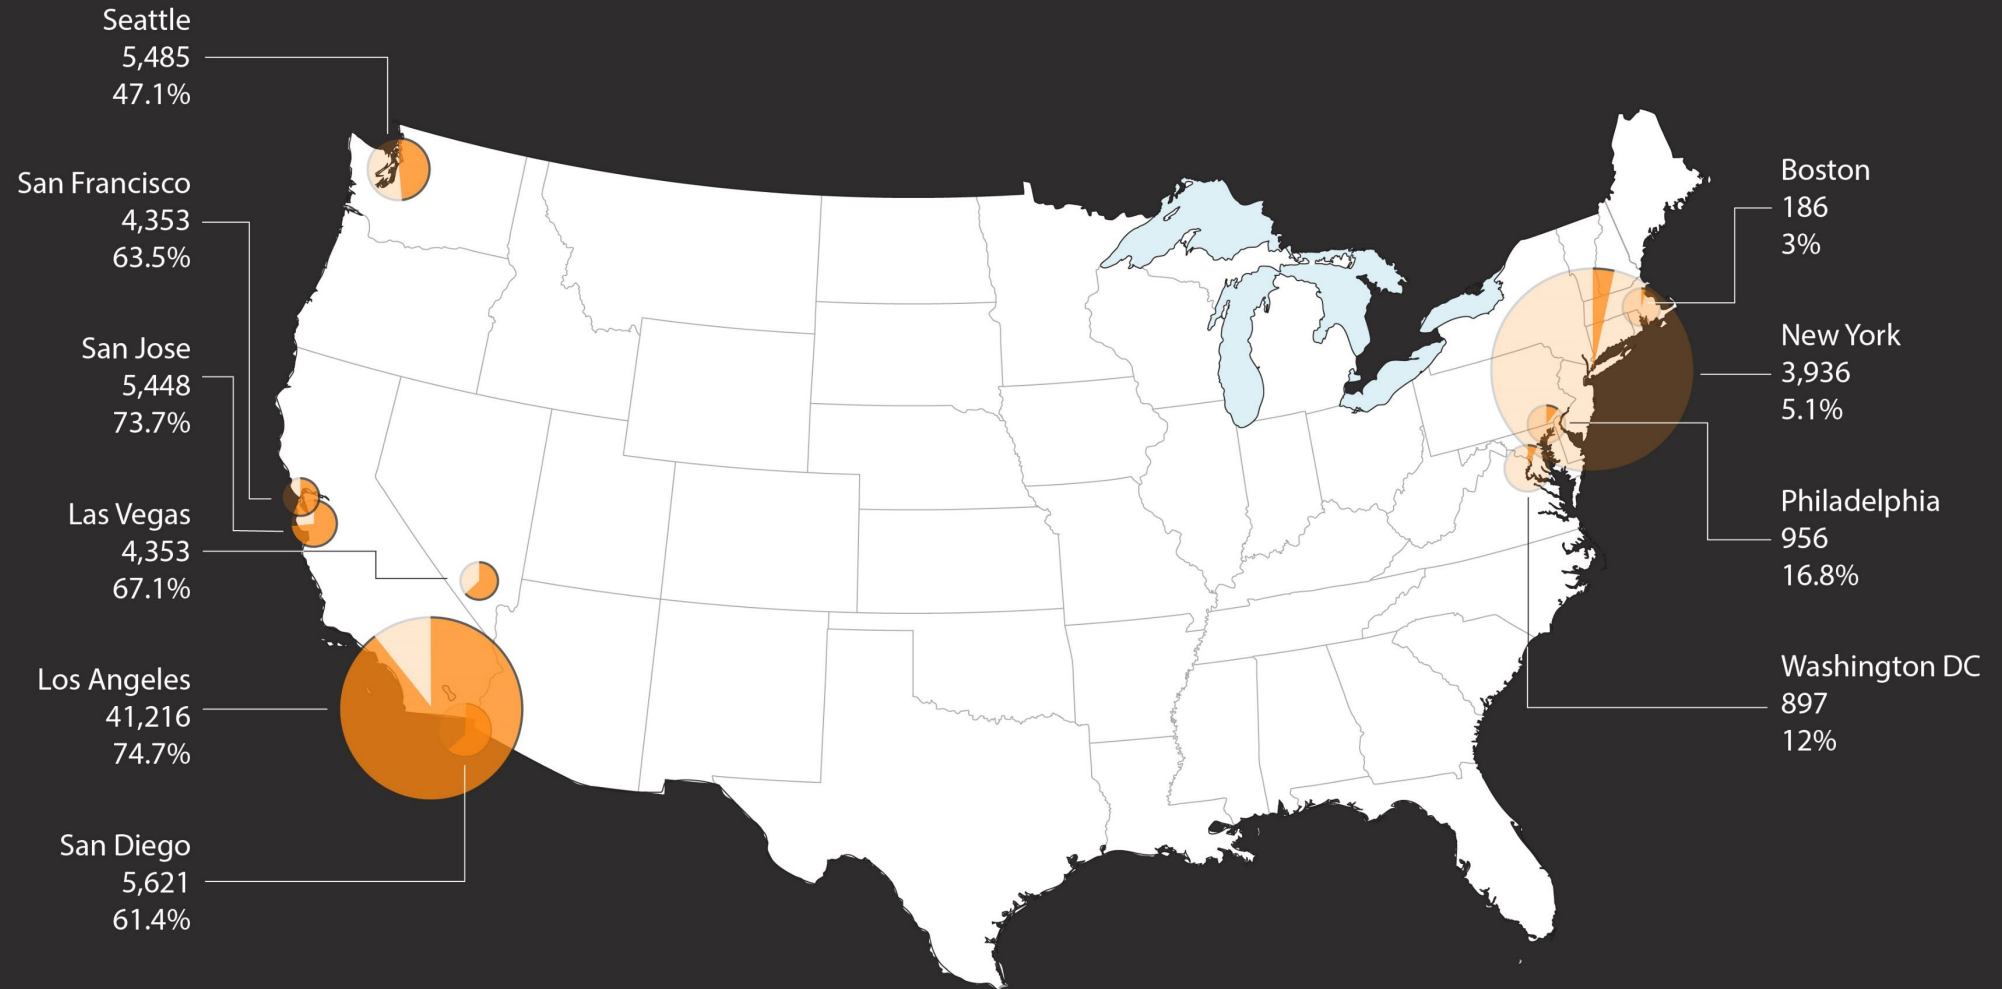 Seattle
5,485
47.1%
San Francisco
4,353
63.5%
San Jose
5,448
73.7%
Las Vegas
4,353
67.1%
Los Angeles
41,216
74.7%
San Diego
5,621
61.4%
Boston
186
3%
New York
3,936
5.1%
Philadelphia
956
16.8%
Washington DC
897
12%